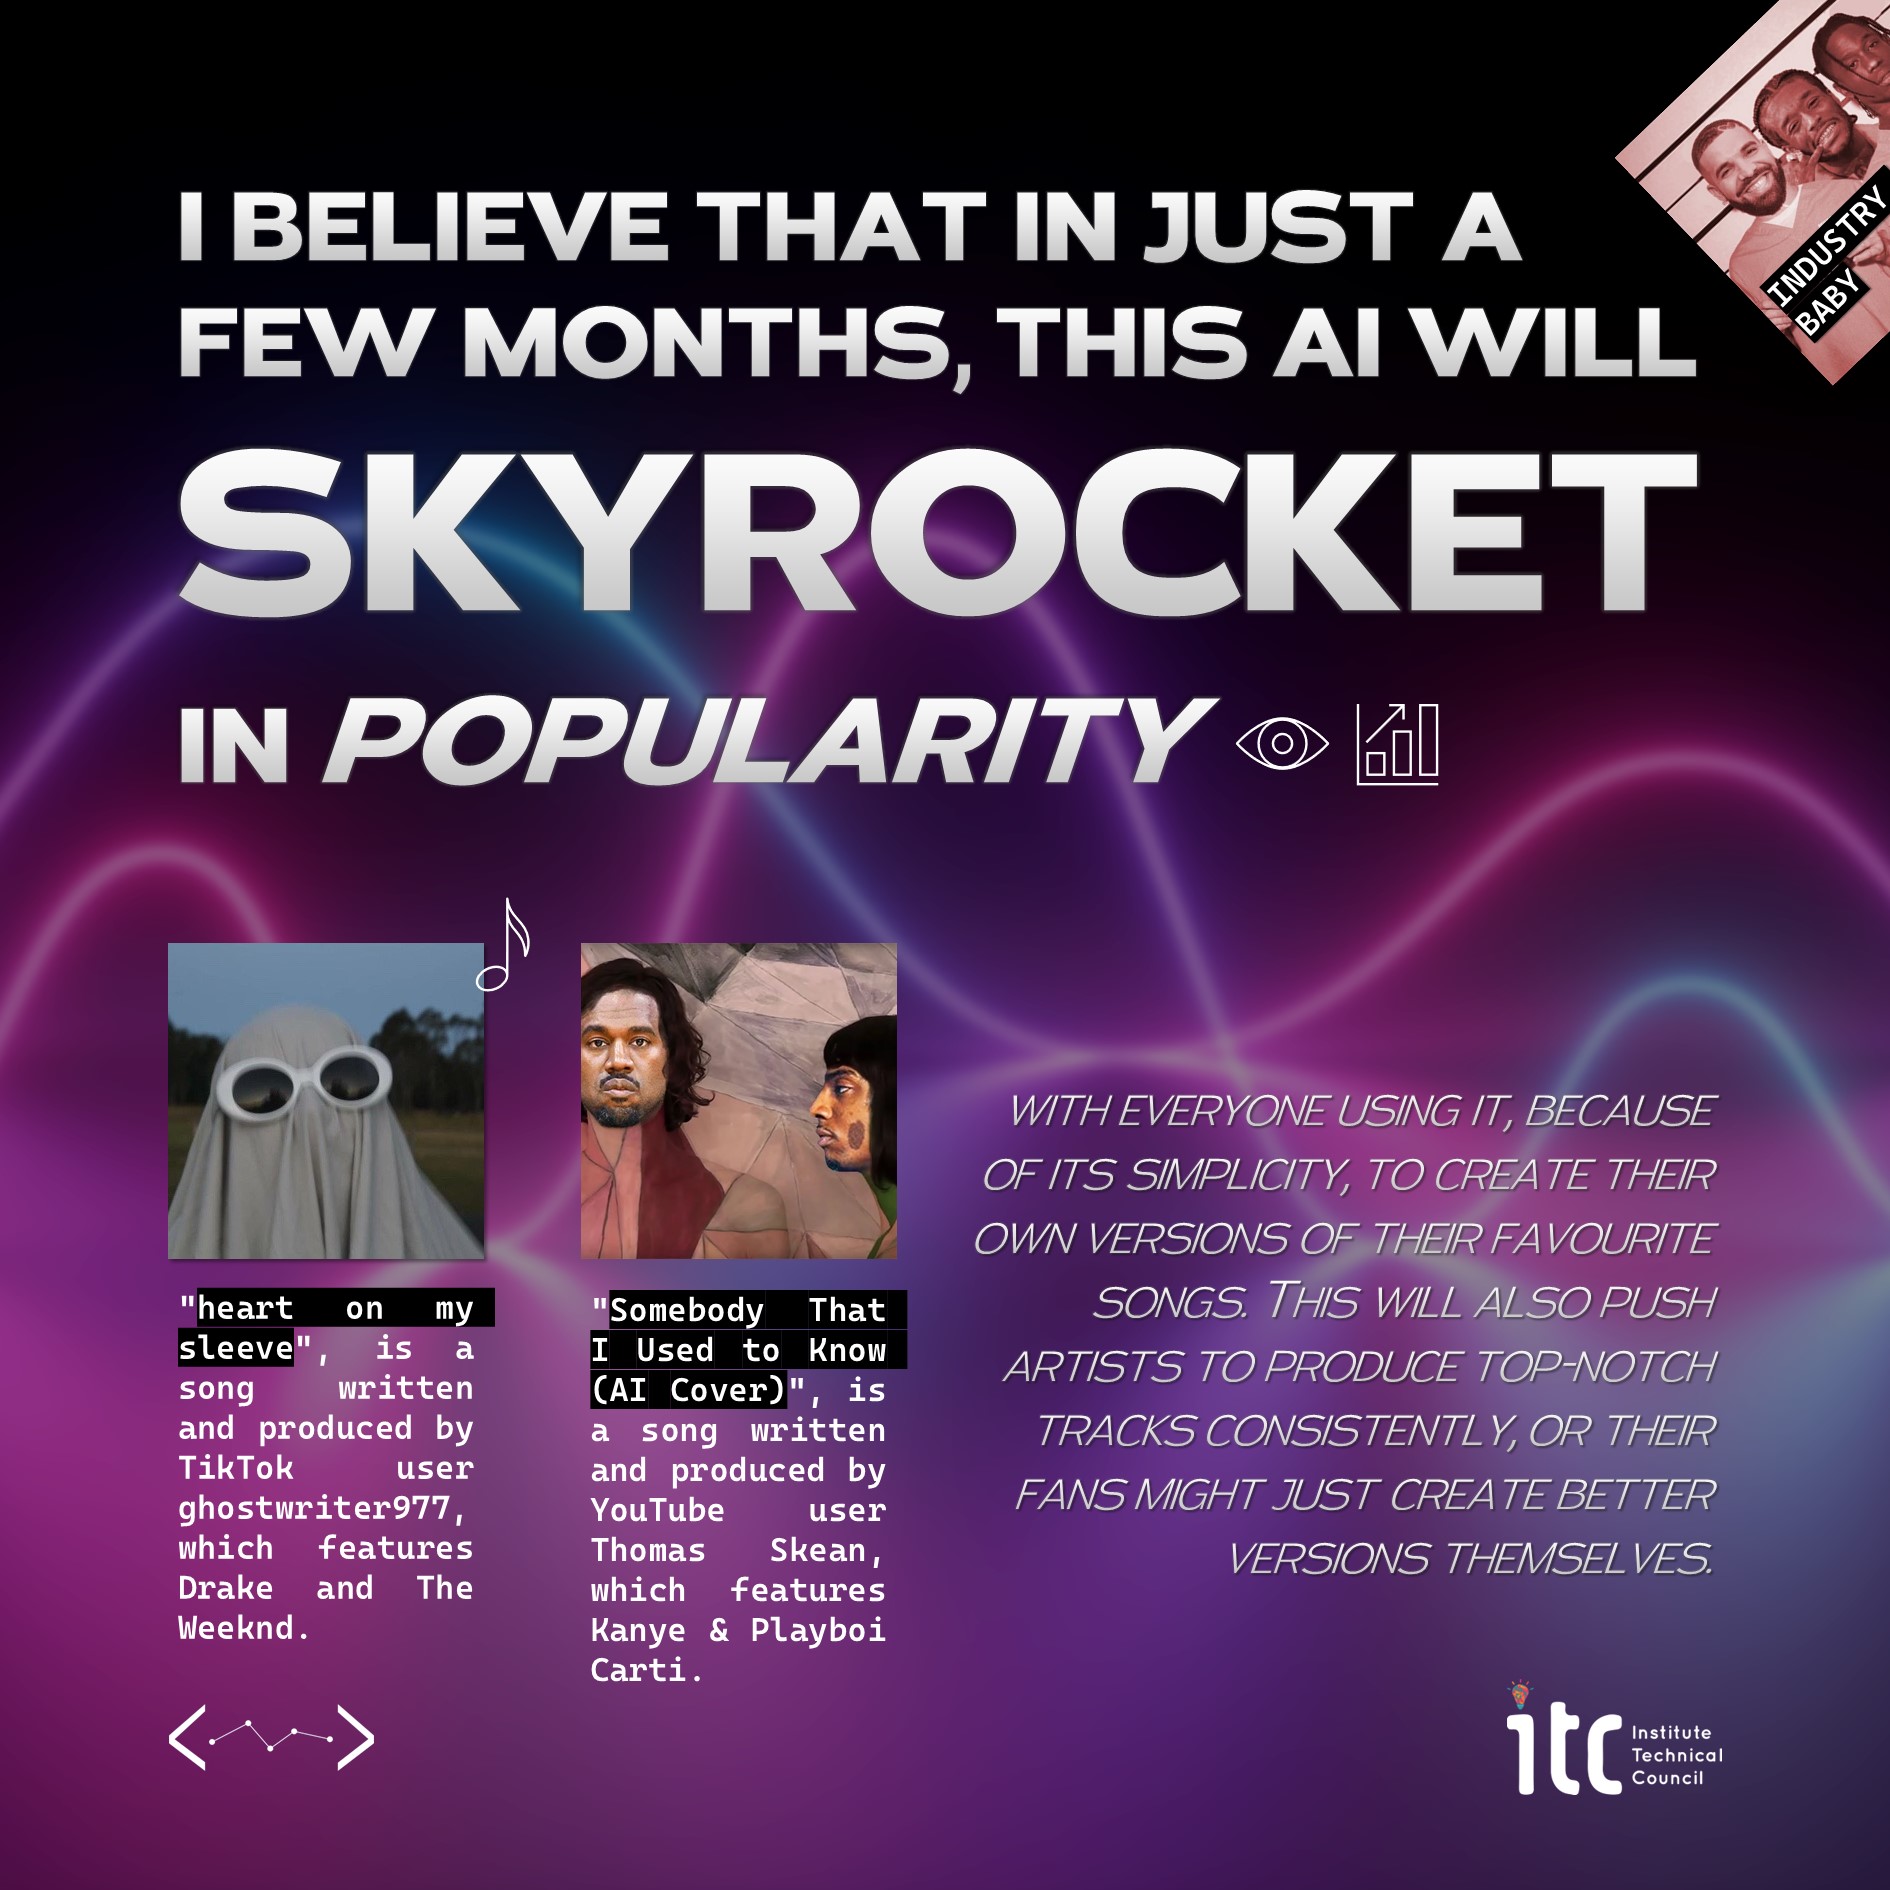 INDUSTRY
BABY
I BELIEVE THAT IN JUST A
FEW MONTHS, THIS AI WILL
SKYROCKET
IN POPULARITY
"heart on my
sleeve", is a
song written
and produced by
TikTok user
ghostwriter977,
which features
Drake and The
Weeknd.
"Somebody That
I Used to Know
(AI Cover)", is
a song written
and produced by
YouTube user
Thomas Skean,
which features
Kanye & Playboi
Carti.
WITH EVERYONE USING IT, BECAUSE
OF ITS SIMPLICITY, TO CREATE THEIR
OWN VERSIONS OF THEIR FAVOURITE
SONGS. THIS WILL ALSO PUSH
ARTISTS TO PRODUCE TOP-NOTCH
TRACKS CONSISTENTLY, OR THEIR
FANS MIGHT JUST CREATE BETTER
VERSIONS THEMSELVES.
itc
Institute
Technical
Council